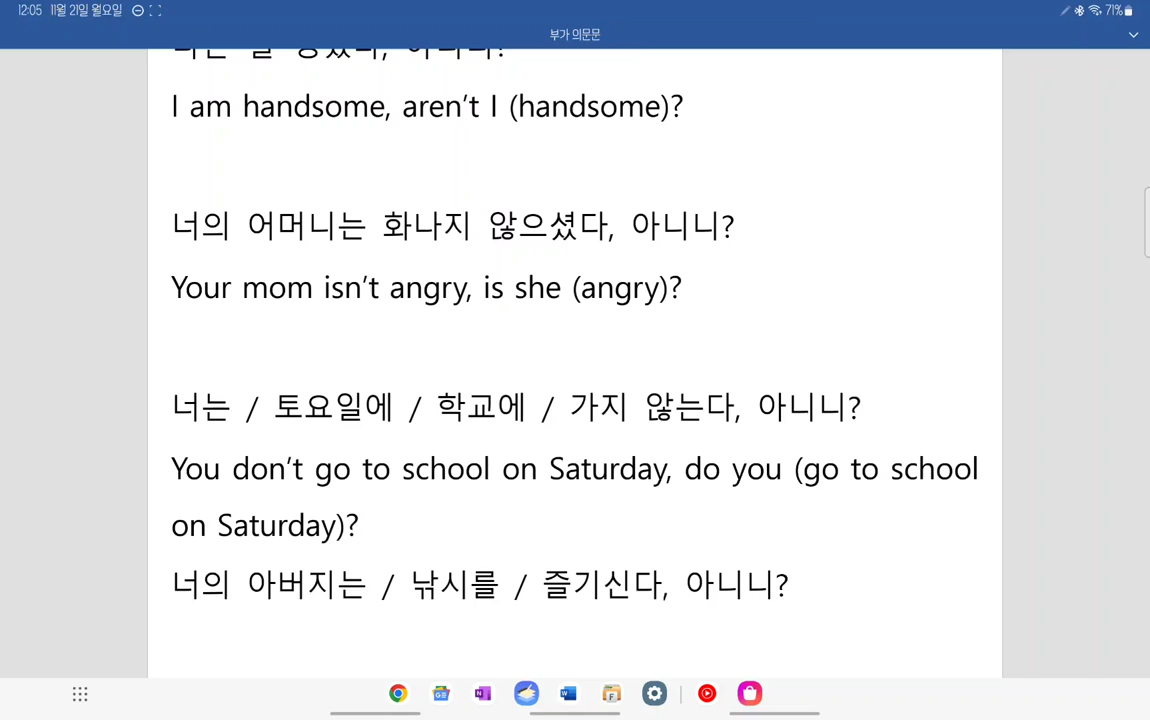 12:05 11월 21일 월요일
71%
부가 의문문
I am handsome, aren't I (handsome)?
너의 어머니는 화나지 않으셨다, 아니니?
Your mom isn't angry, is she (angry)?
너는 / 토요일에 / 학교에 / 가지 않는다, 아니니?
You don't go to school on Saturday, do you (go to school
on Saturday)?
너의 아버지는 / 낚시를 / 즐기신다, 아니니?